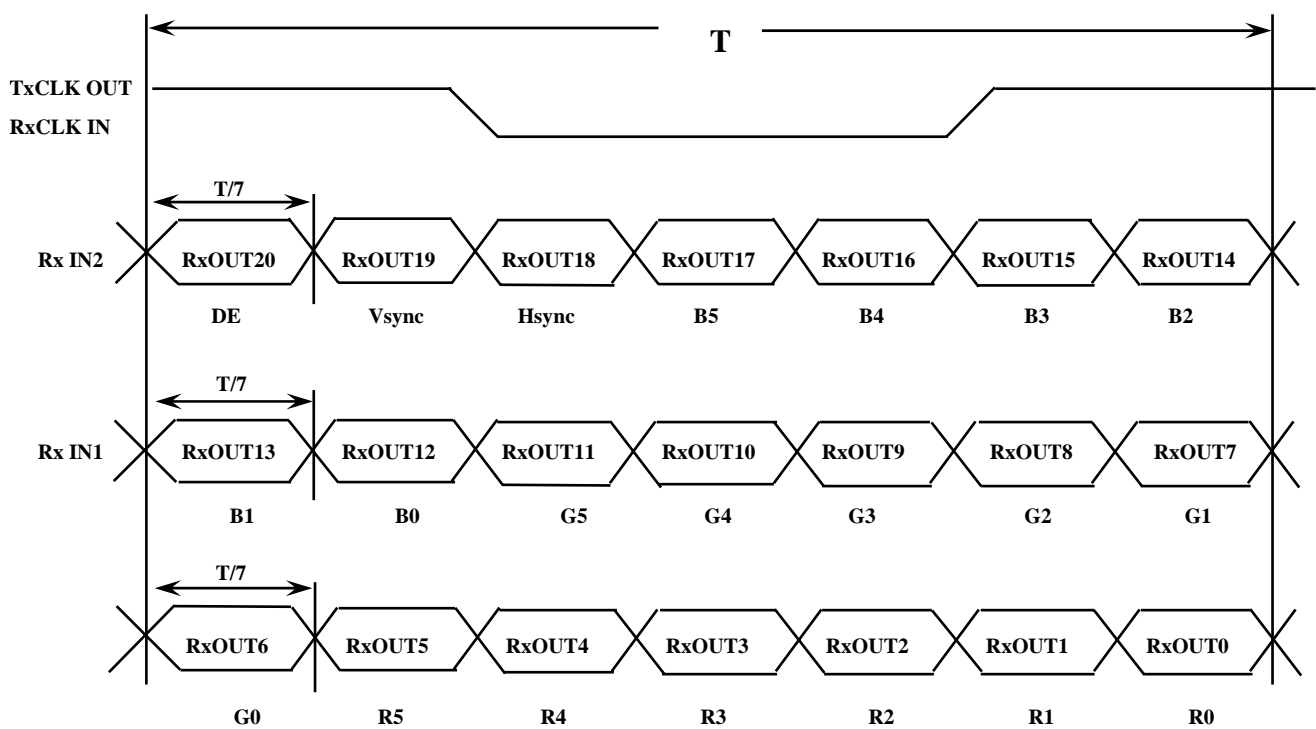 T
TxCLK OUT
RxCLK IN
T/7
Rx IN2 RxOUT20 RxOUT19 RxOUT18 RxOUT17 RxOUT16 RxOUT15 RxOUT14
DE Vsync Hsync B5 B4 B3 B2
T/7
Rx IN1 RxOUT13 RxOUT12 RxOUT11 RxOUT10 RxOUT9 RxOUT8 RxOUT7
B1 B0 G5 G4 G3 G2 G1
T/7
RxOUT6 RxOUT5 RxOUT4 RxOUT3 RxOUT2 RxOUT1 RxOUT0
G0 R5 R4 R3 R2 R1 R0